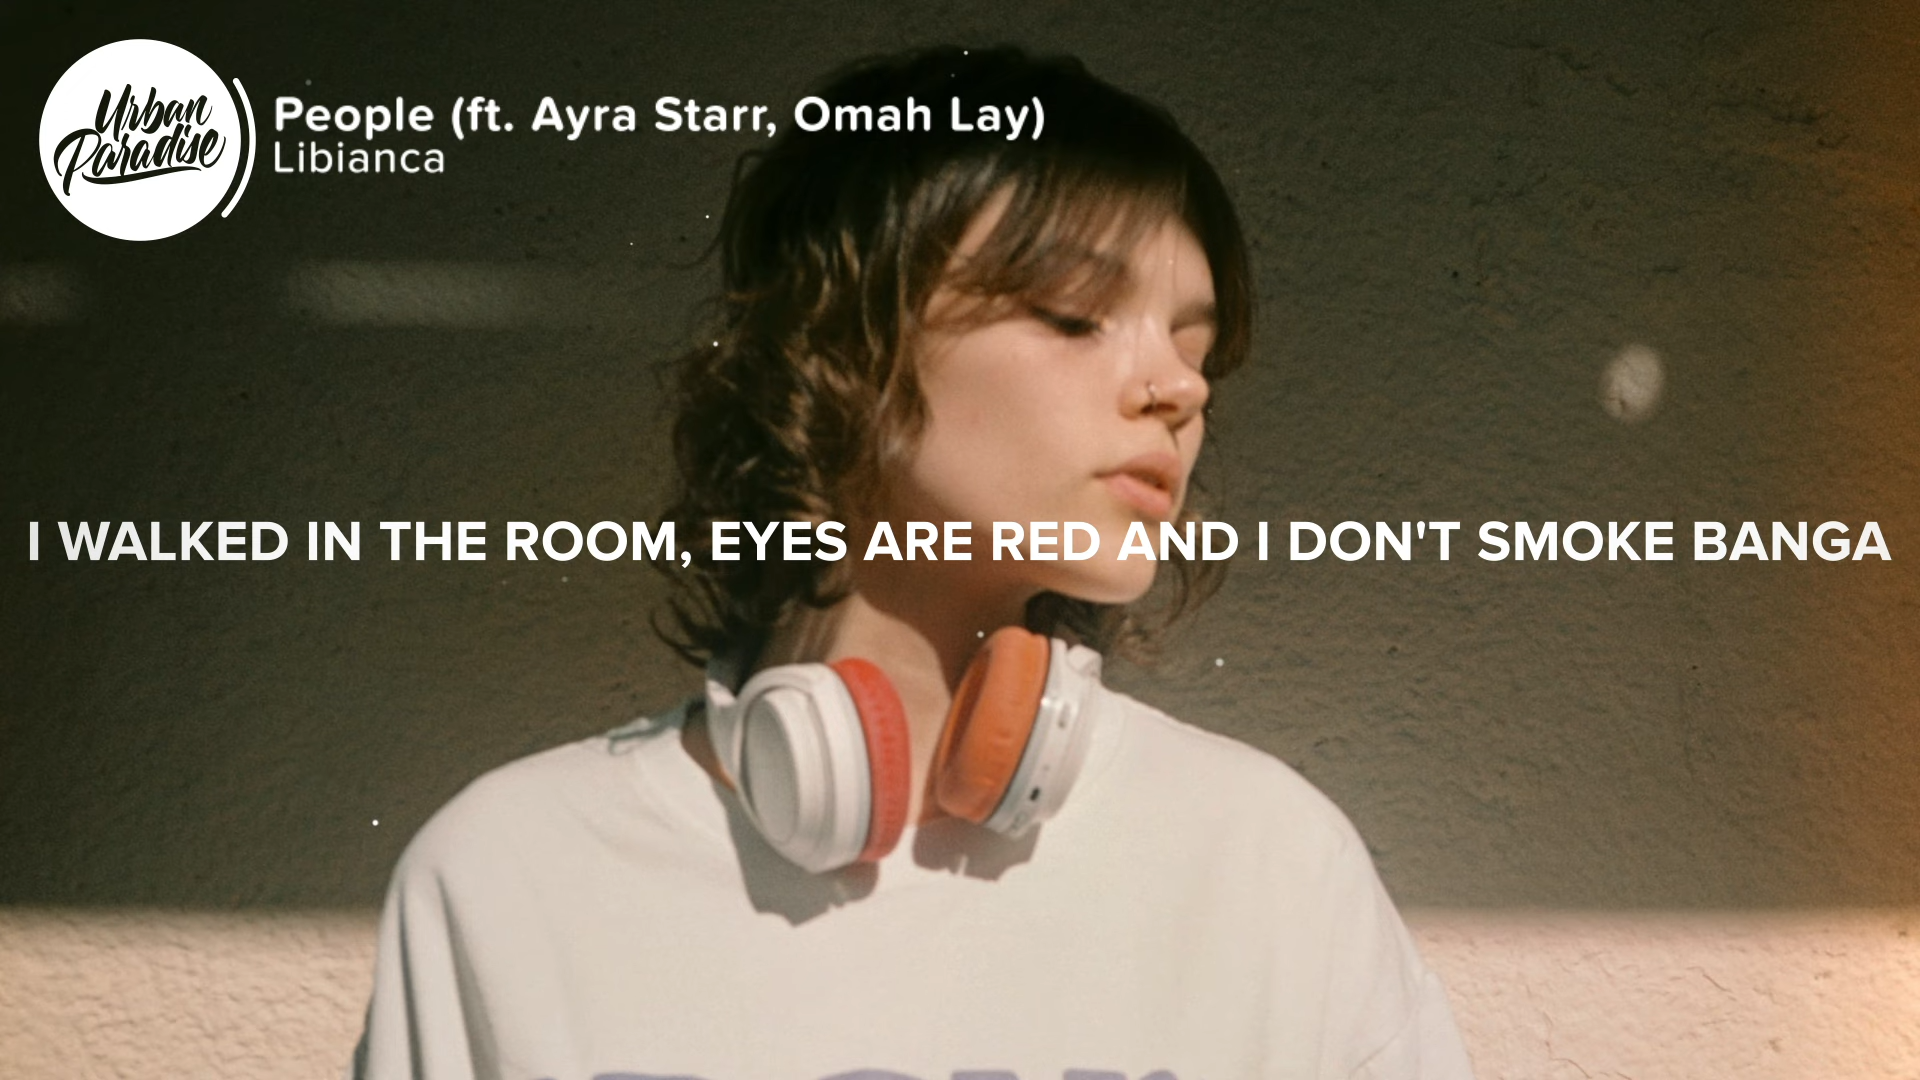 Urban
Paradise
People (ft. Ayra Starr, Omah Lay)
Libianca
I WALKED IN THE ROOM, EYES ARE RED AND I DON'T SMOKE BANGA